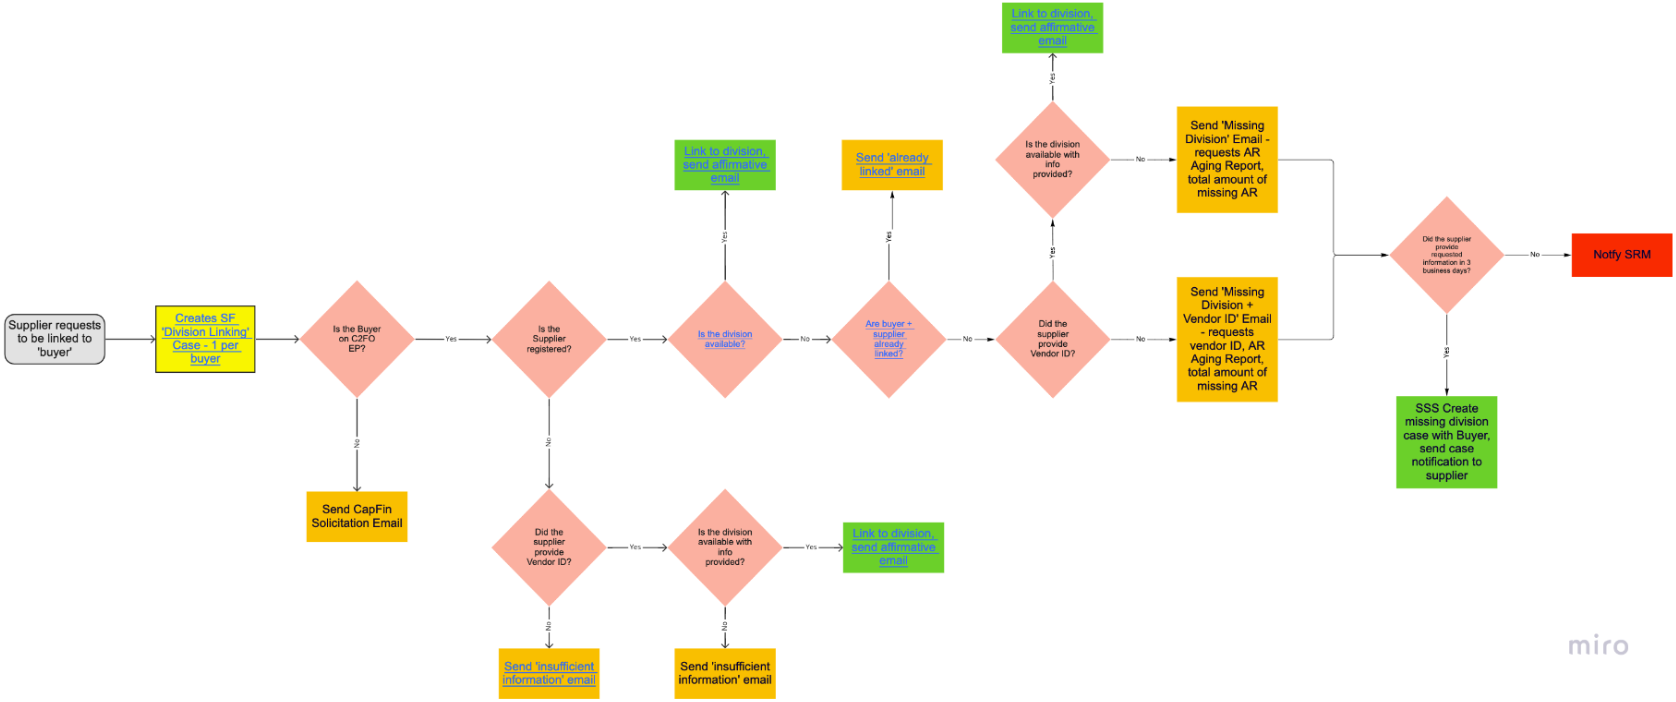 Supplier requests
to be linked to
'buyer'
Creates SF
'Division Linking'
Case - 1 per
buyer
Is the Buyer
on C2FO
EP?
No
Send CapFin
Solicitation Email
Yes
Is the
Supplier
registered?
No
Did the
supplier
provide
Vendor ID?
No
Send 'insufficient
information' email
Yes
Is the division
available with
info
provided?
No
Send 'insufficient
information' email
Yes
Link to division,
send affirmative
email
Yes
Is the division
available?
Yes
Link to division,
send affirmative
email
No
Are buyer +
supplier
already
linked?
Yes
Send 'already
linked' email
No
Did the
supplier
provide
Vendor ID?
Yes
Is the division
available with
info
provided?
Yes
Link to division,
send affirmative
email
No
Send 'Missing
Division' Email -
requests AR
Aging Report,
total amount of
missing AR
No
Send 'Missing
Division +
Vendor ID' Email
- requests
vendor ID, AR
Aging Report,
total amount of
missing AR
Did the supplier
provide
requested
information in 3
business days?
No
Notfy SRM
Yes
SSS Create
missing division
case with Buyer,
send case
notification to
supplier
miro